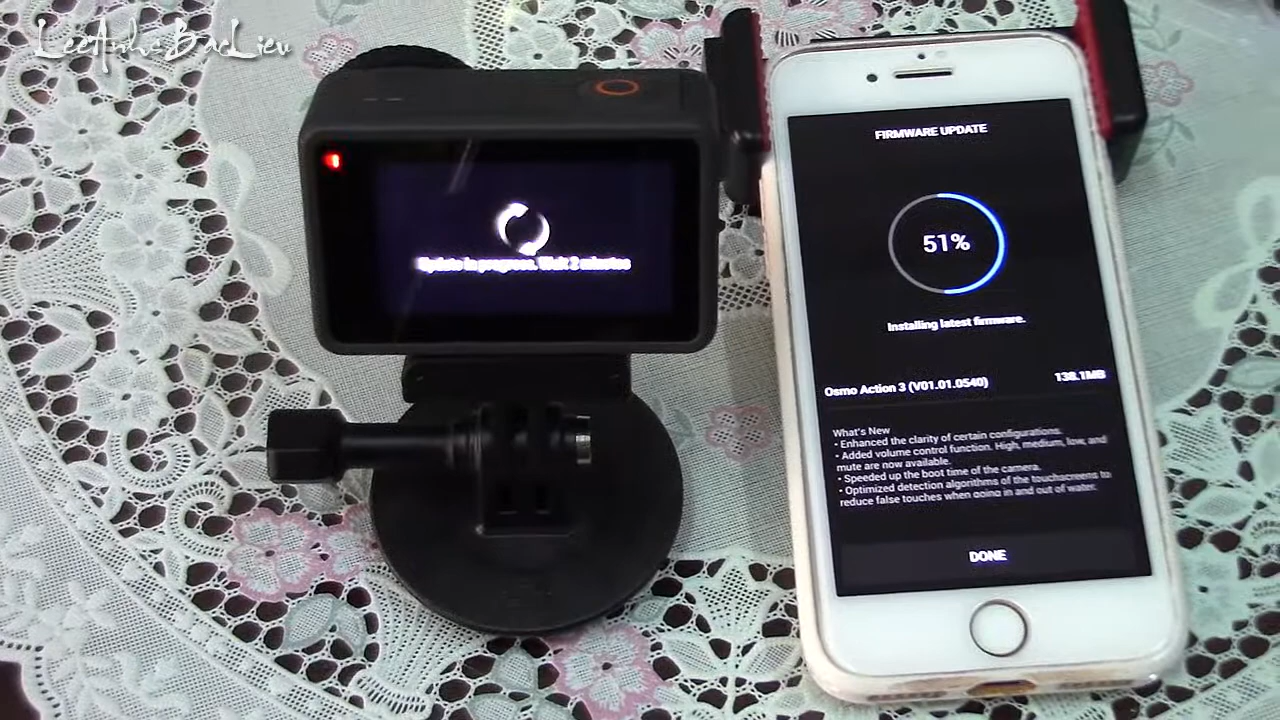 LeeAnhsBacLieu
FIRMWARE UPDATE
51%
Installing latest firmware.
Update in progress. Wait 2 minutes
Osmo Action 3 (V01.01.0540) 138.1MB
What's New
• Enhanced the clarity of certain configurations.
• Added volume control function. High, medium, low, and
mute are now available.
• Speeded up the boot time of the camera.
• Optimized detection algorithms of the touchscreens to
reduce false touches when going in and out of water.
DONE